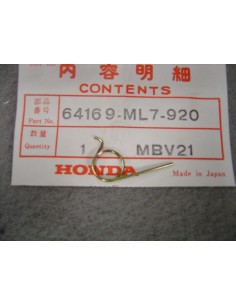 内容明細
CONTENTS
部品番号 Part No. 64169-ML7-920
数量 Quantity 1 MBV21
HONDA Made in Japan